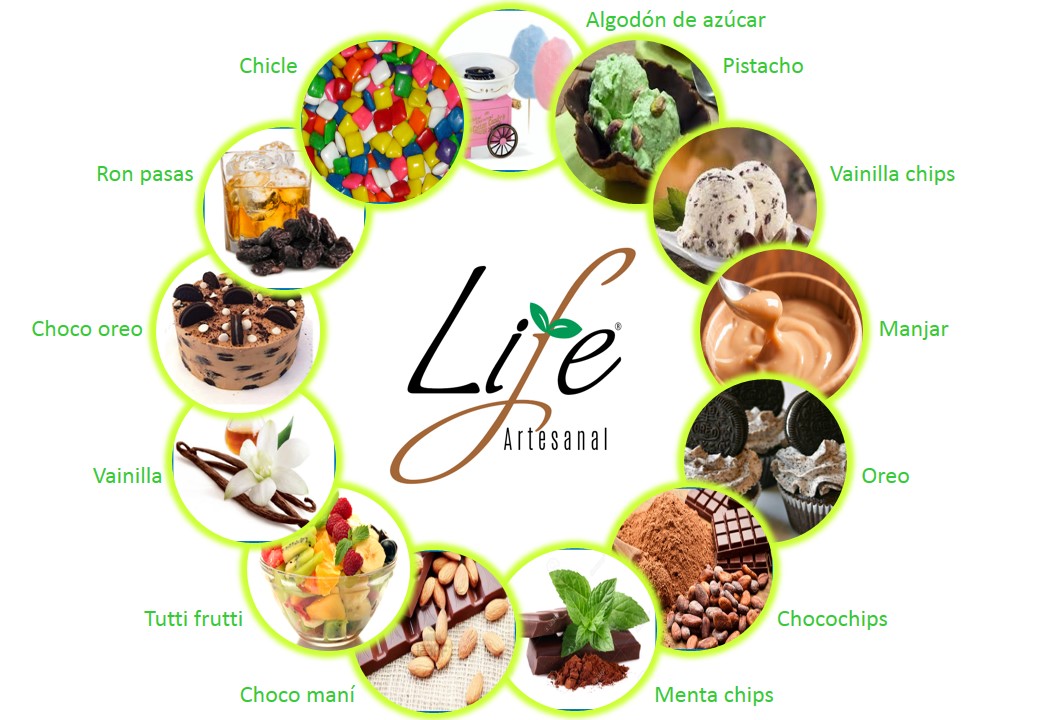 Algodón de azúcar
Chicle
Pistacho
Ron pasas
Vainilla chips
Choco oreo
Manjar
Life®
Artesanal
Vainilla
Oreo
Tutti frutti
Chocochips
Choco maní
Menta chips